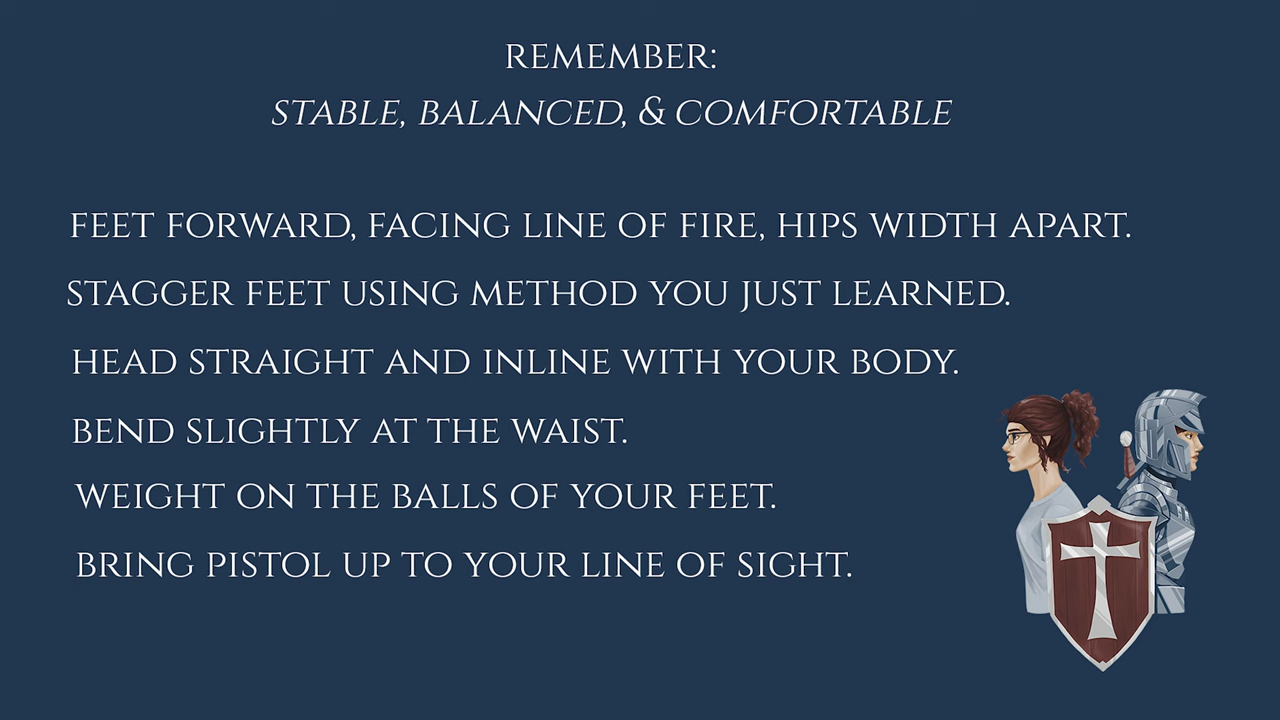 REMEMBER:
STABLE, BALANCED, & COMFORTABLE
FEET FORWARD, FACING LINE OF FIRE, HIPS WIDTH APART.
STAGGER FEET USING METHOD YOU JUST LEARNED.
HEAD STRAIGHT AND INLINE WITH YOUR BODY.
BEND SLIGHTLY AT THE WAIST.
WEIGHT ON THE BALLS OF YOUR FEET.
BRING PISTOL UP TO YOUR LINE OF SIGHT.